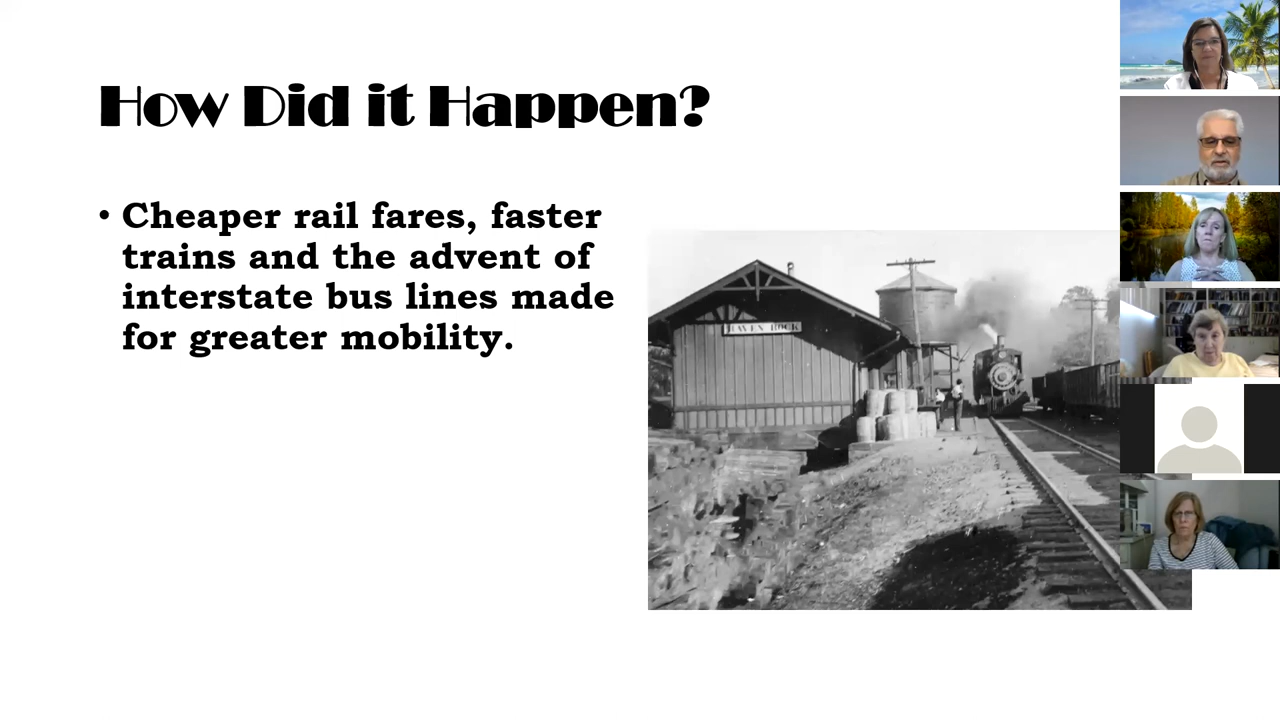 How Did it Happen?
• Cheaper rail fares, faster
trains and the advent of
interstate bus lines made
for greater mobility.
RAVEN ROCK